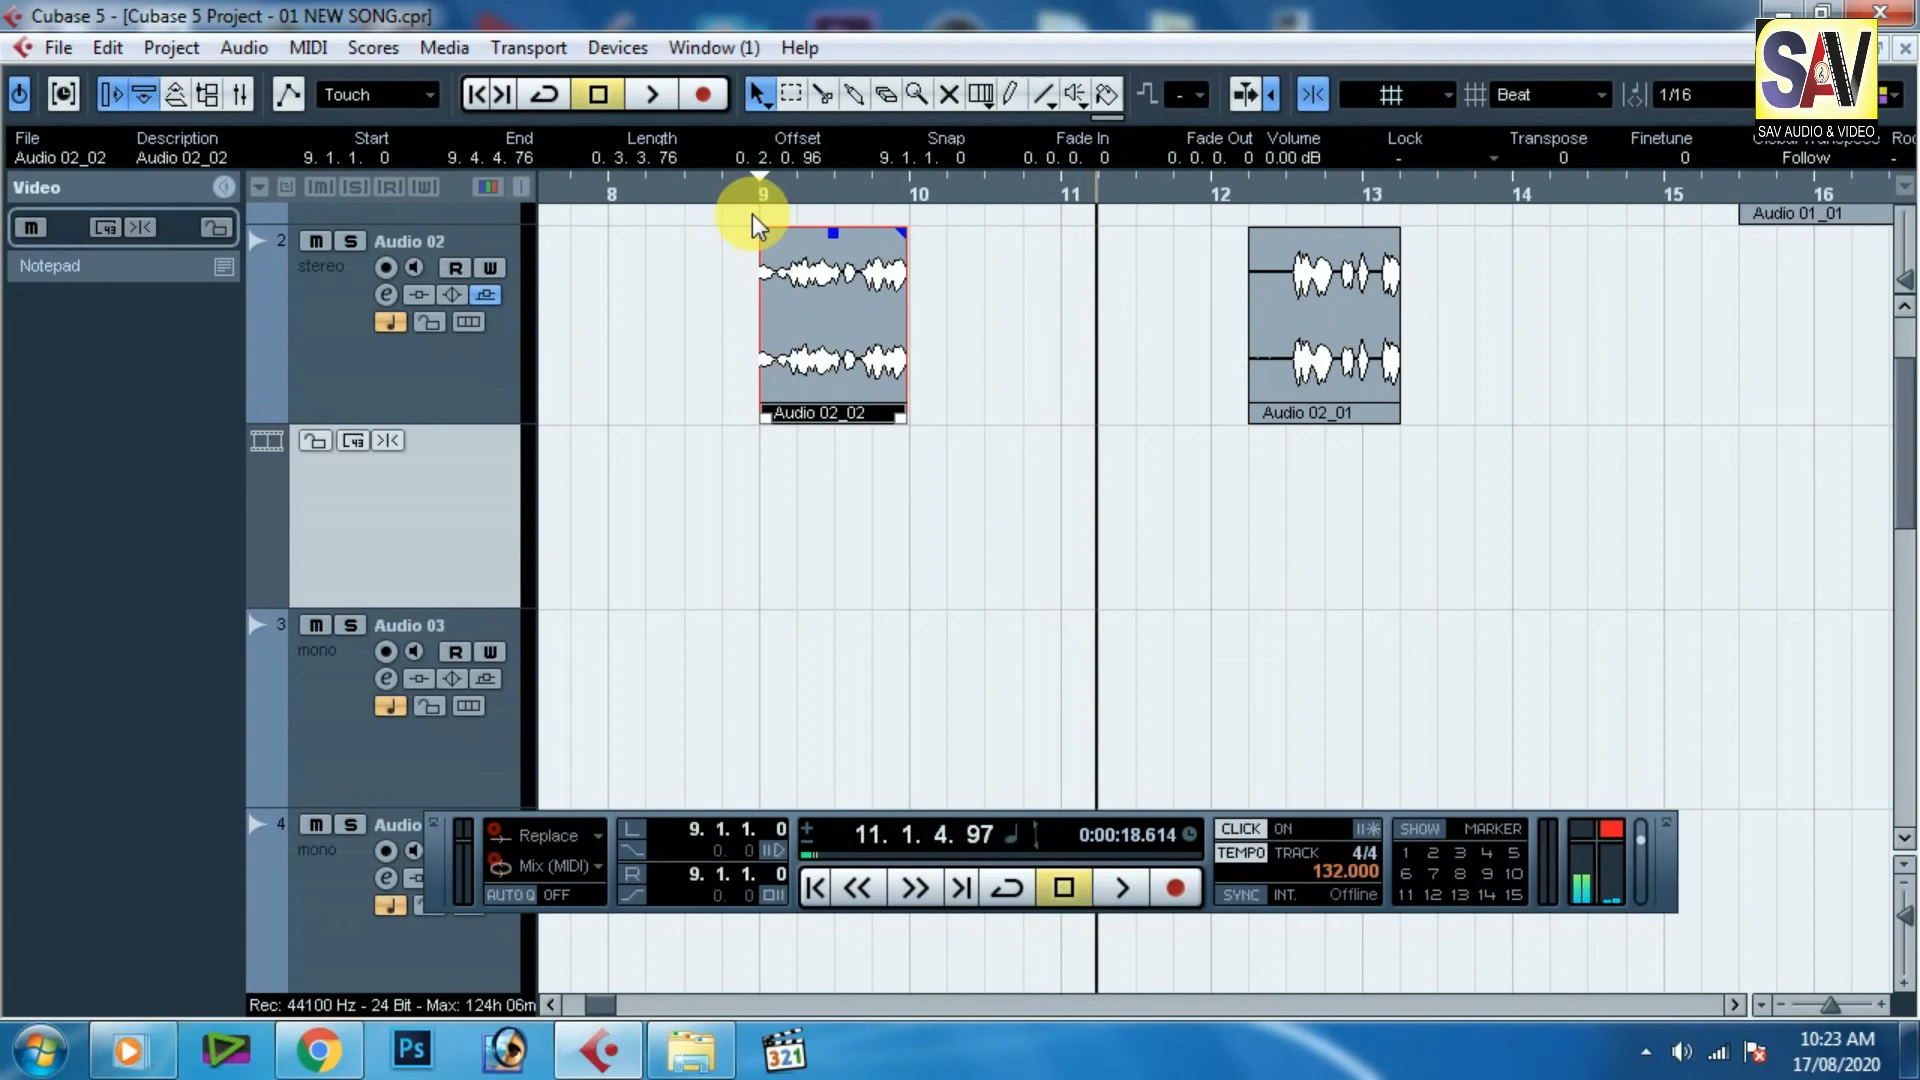 Cubase 5 - [Cubase 5 Project - 01 NEW SONG.cpr]
File Edit Project Audio MIDI Scores Media Transport Devices Window (1) Help
SAV
SAV AUDIO & VIDEO
Touch
Beat
1/16
File Description Start End Length Offset Snap Fade In Fade Out Volume Lock Transpose Finetune
Audio 02_02 Audio 02_02 9. 1. 1. 0 9. 4. 4. 76 0. 3. 3. 76 0. 2. 0. 96 9. 1. 1. 0 0. 0. 0. 0 0. 0. 0. 0 0.00 dB - 0 0 Follow -
Video
8 9 10 11 12 13 14 15 16
Audio 01_01
Notepad
2 m S Audio 02
stereo
R W
Audio 02_02
Audio 02_01
3 m S Audio 03
mono
R W
4 m S Audio
mono
Replace
Mix (MIDI)
AUTO Q OFF
L 9. 1. 1. 0
0. 0
R 9. 1. 1. 0
0. 0
11. 1. 4. 97
0:00:18.614
CLICK ON
TEMPO TRACK 4/4
132.000
SYNC INT. Offline
SHOW MARKER
1 2 3 4 5
6 7 8 9 10
11 12 13 14 15
Rec: 44100 Hz - 24 Bit - Max: 124h 06m
Ps
321
10:23 AM
17/08/2020